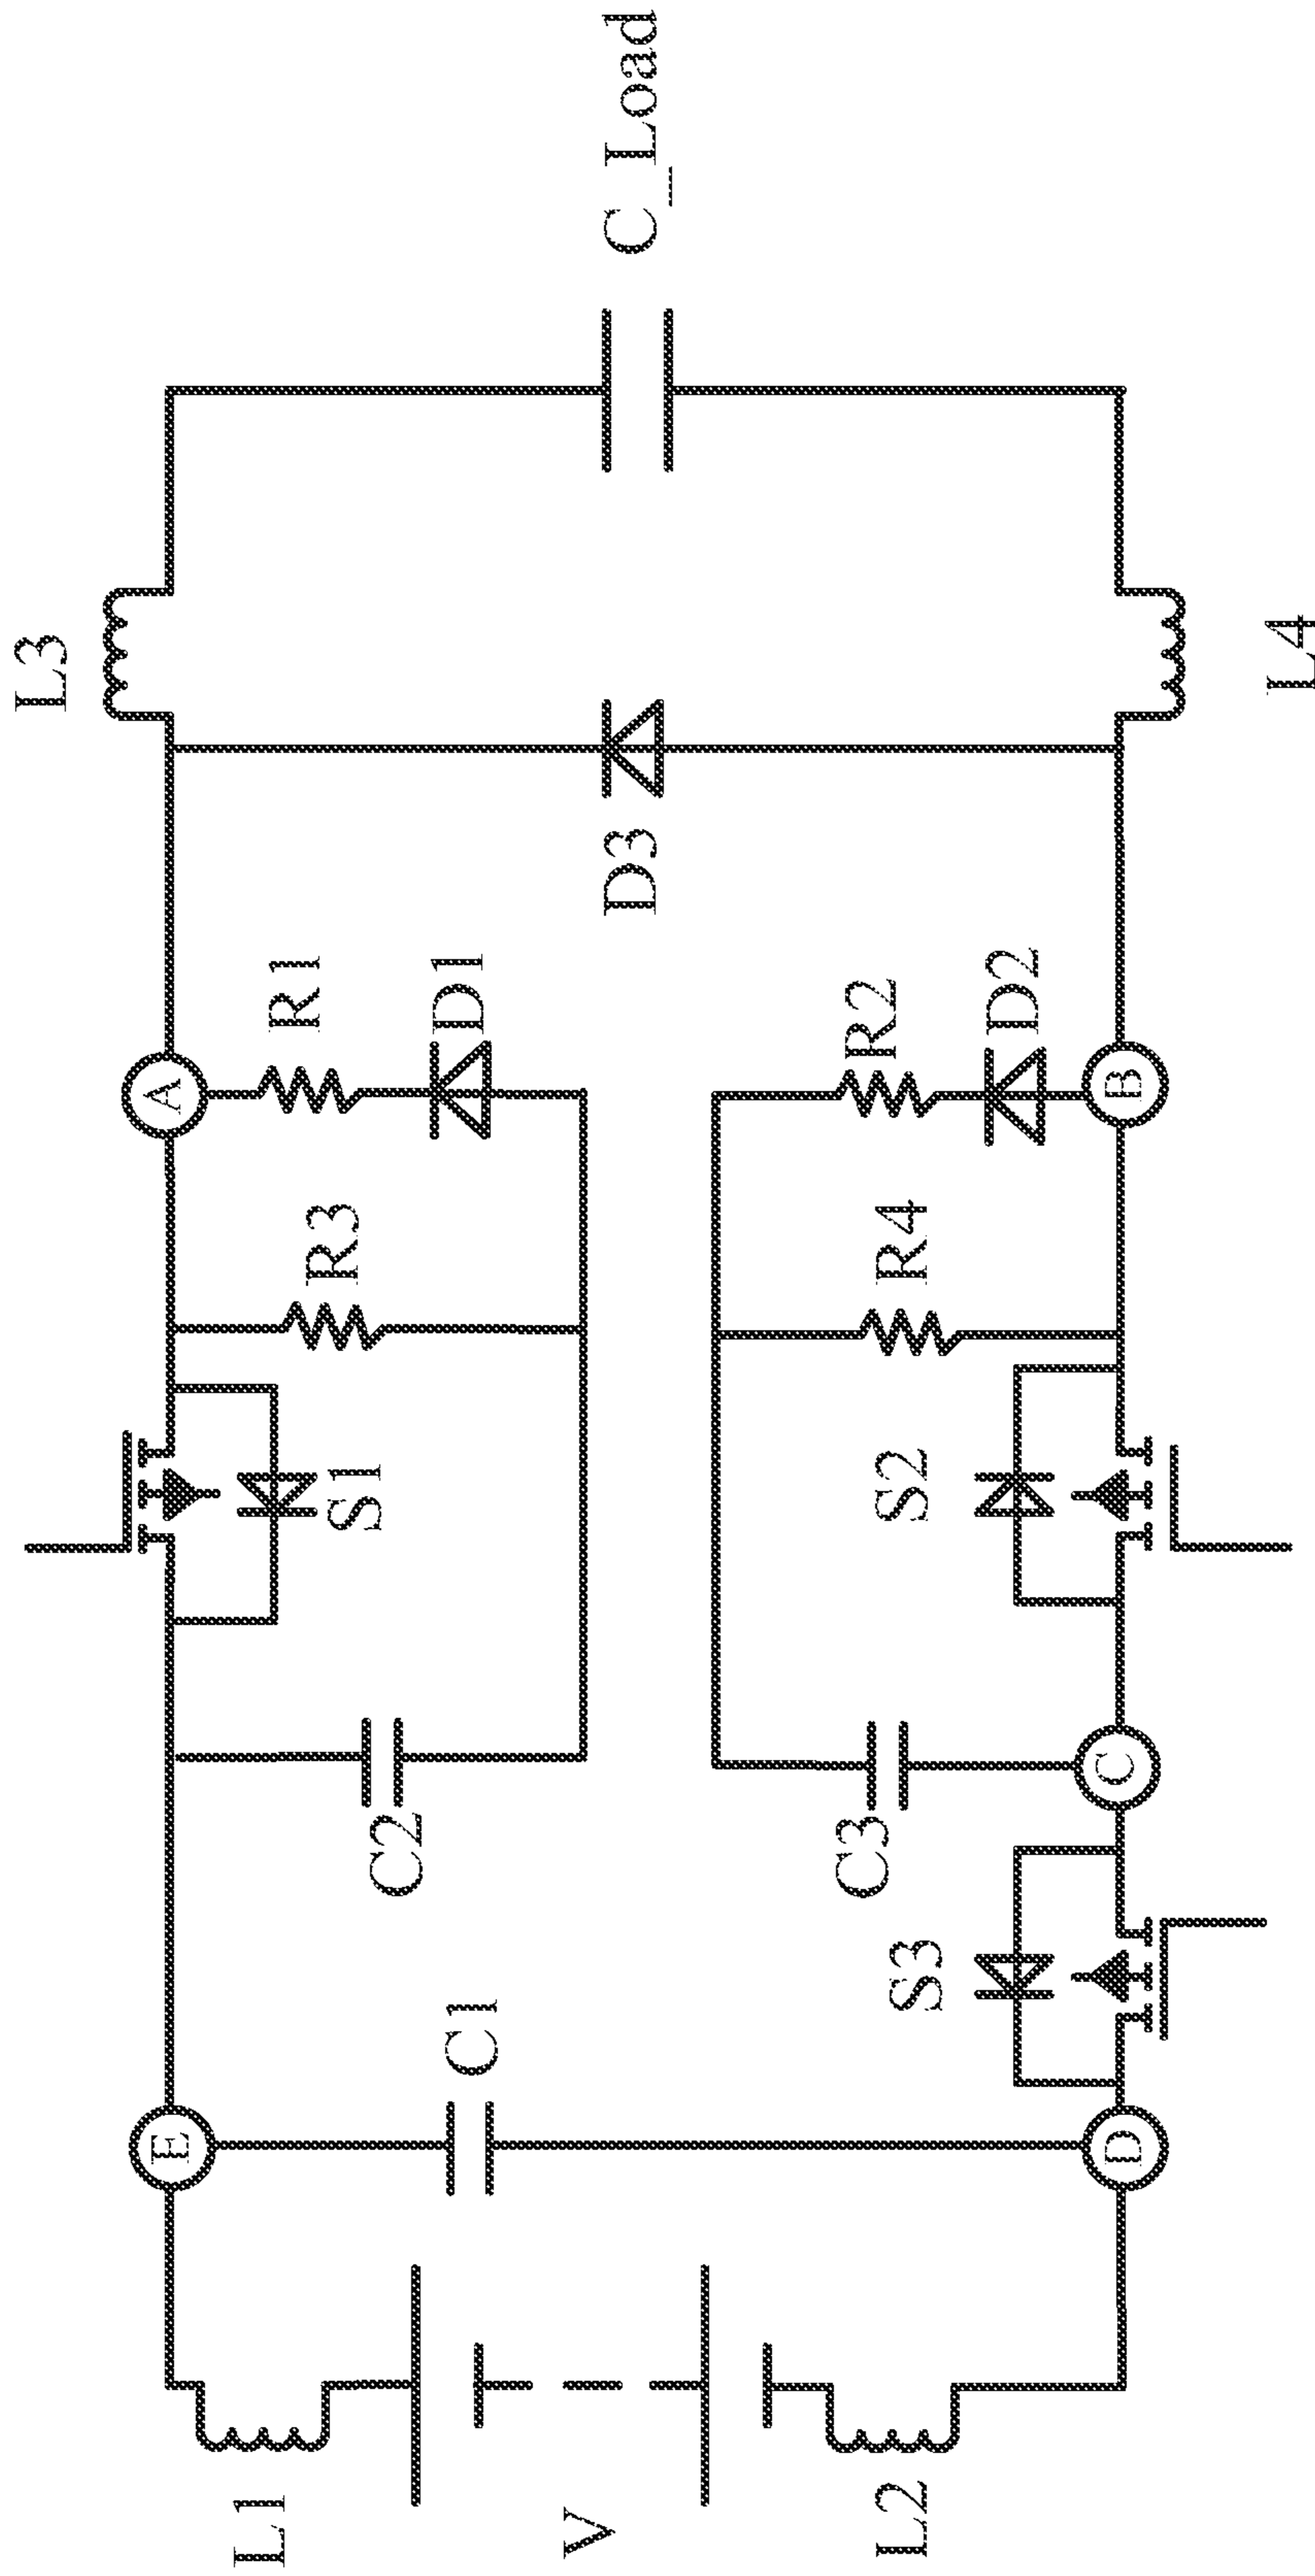 L1
V
L2
E
C1
D
S3
C2
C3
C
S1
S2
R3
R4
A
R1
D1
R2
D2
B
D3
L3
L4
C_Load